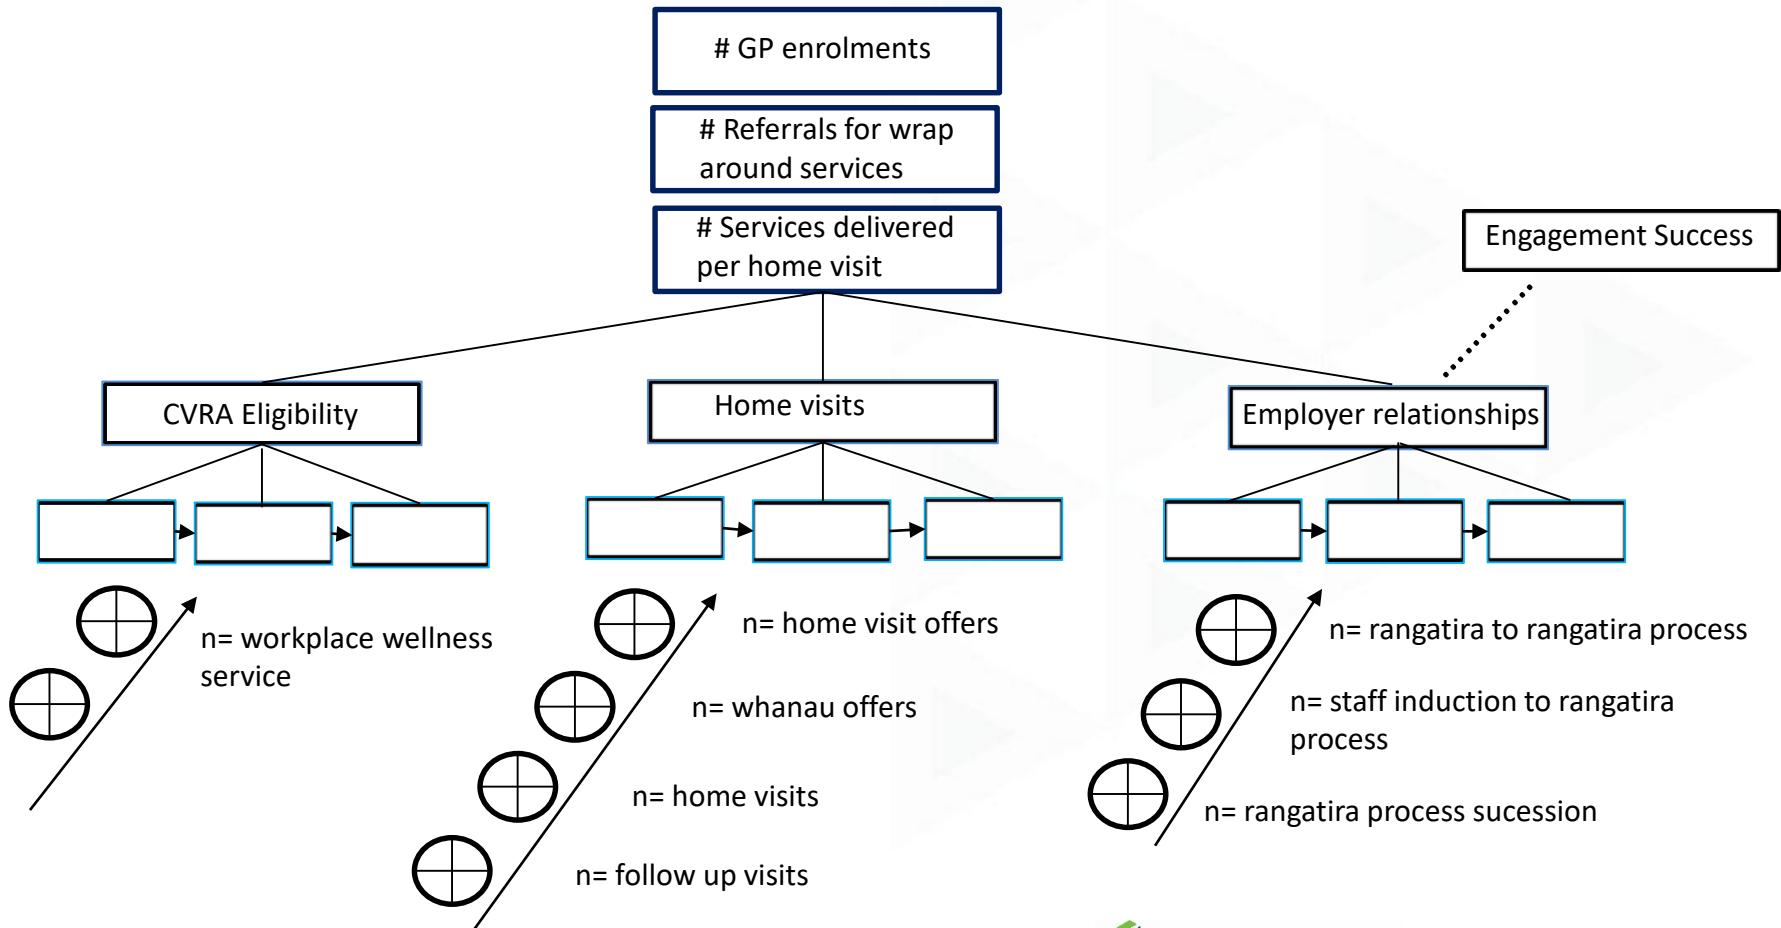 # GP enrolments
# Referrals for wrap
around services
# Services delivered
per home visit
Engagement Success
CVRA Eligibility
Home visits
Employer relationships
n= workplace wellness
service
n= home visit offers
n= whanau offers
n= home visits
n= follow up visits
n= rangatira to rangatira process
n= staff induction to rangatira
process
n= rangatira process sucession